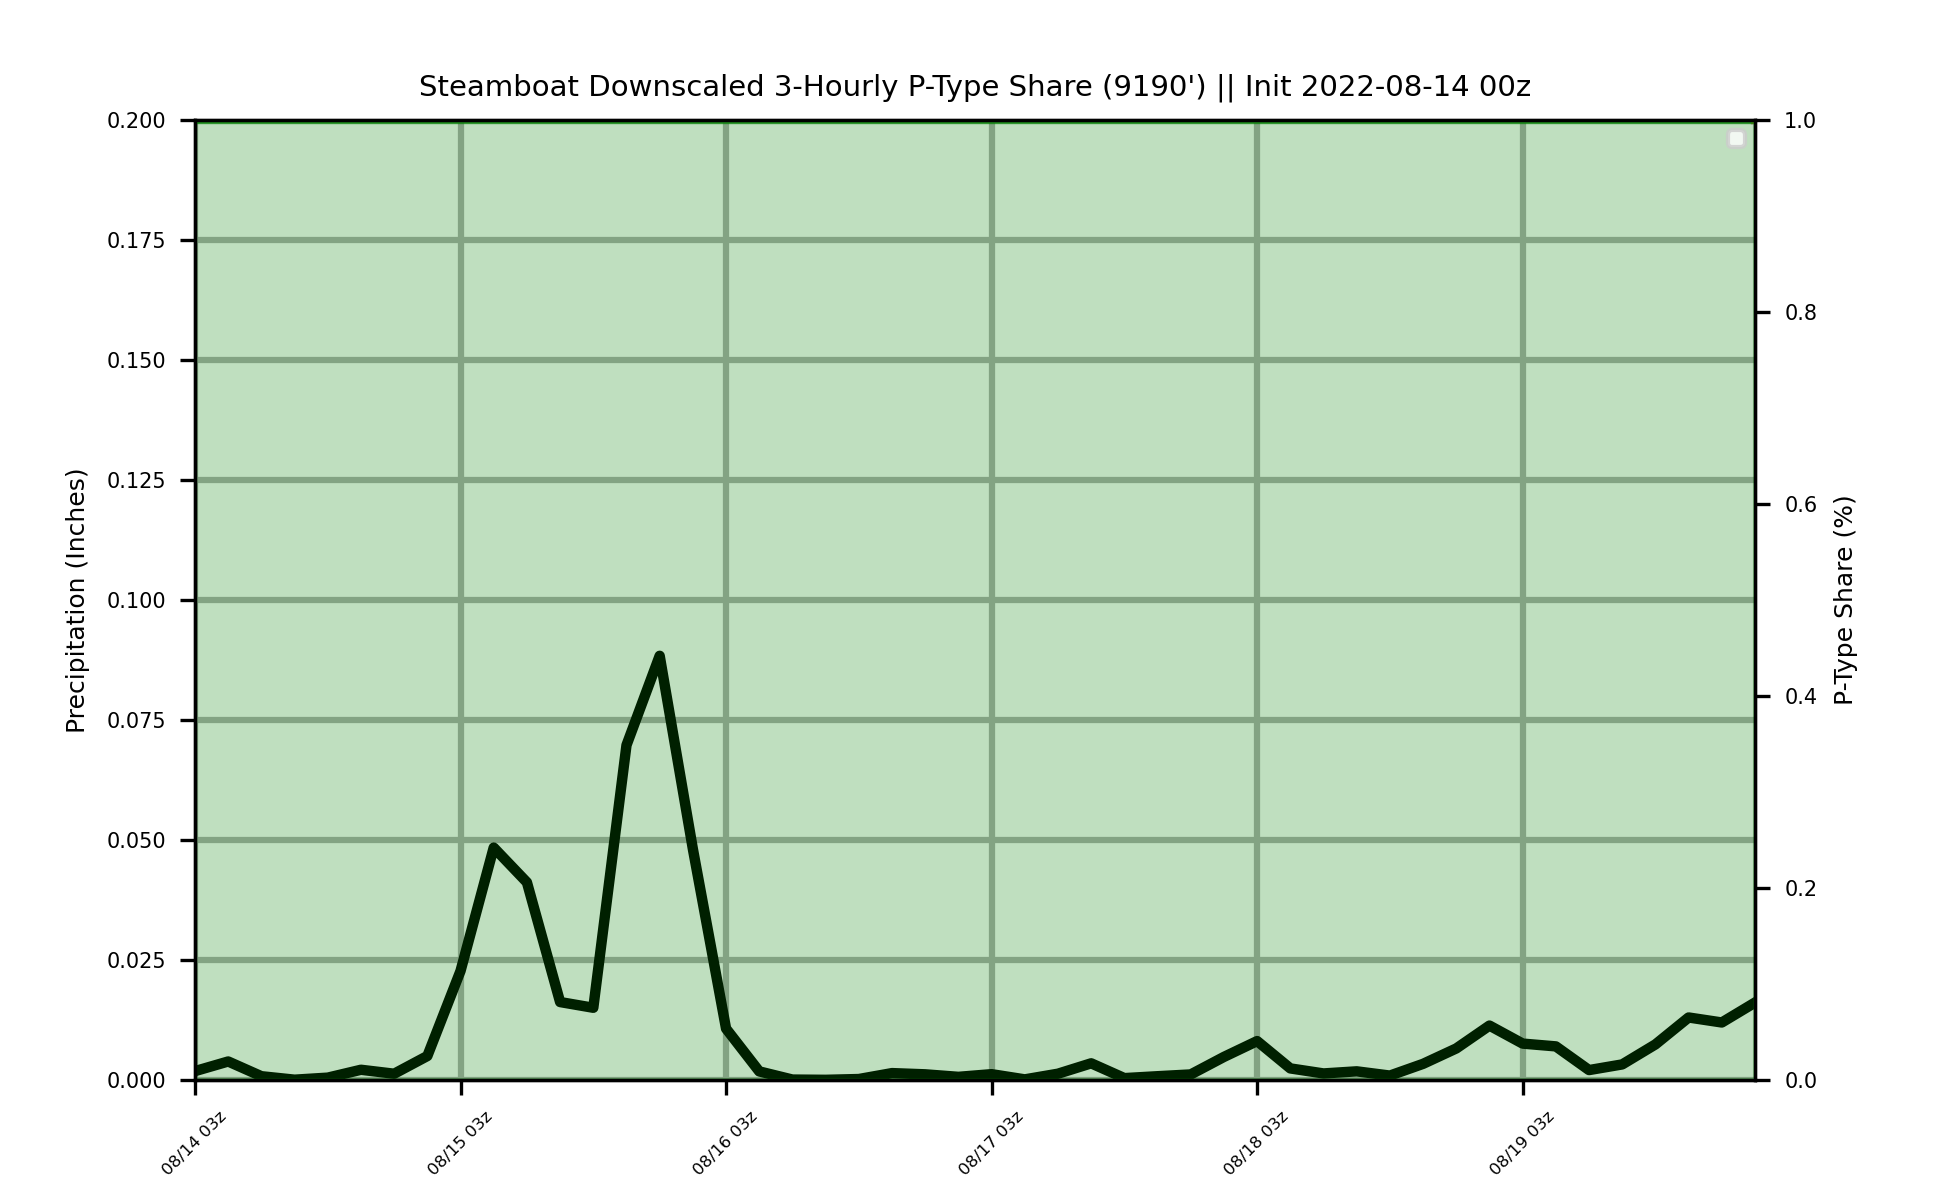 Steamboat Downscaled 3-Hourly P-Type Share (9190') || Init 2022-08-14 00z
Precipitation (Inches)
0.200
0.175
0.150
0.125
0.100
0.075
0.050
0.025
0.000
1.0
0.8
0.6
0.4
0.2
0.0
P-Type Share (%)
08/14 03z
08/15 03z
08/16 03z
08/17 03z
08/18 03z
08/19 03z